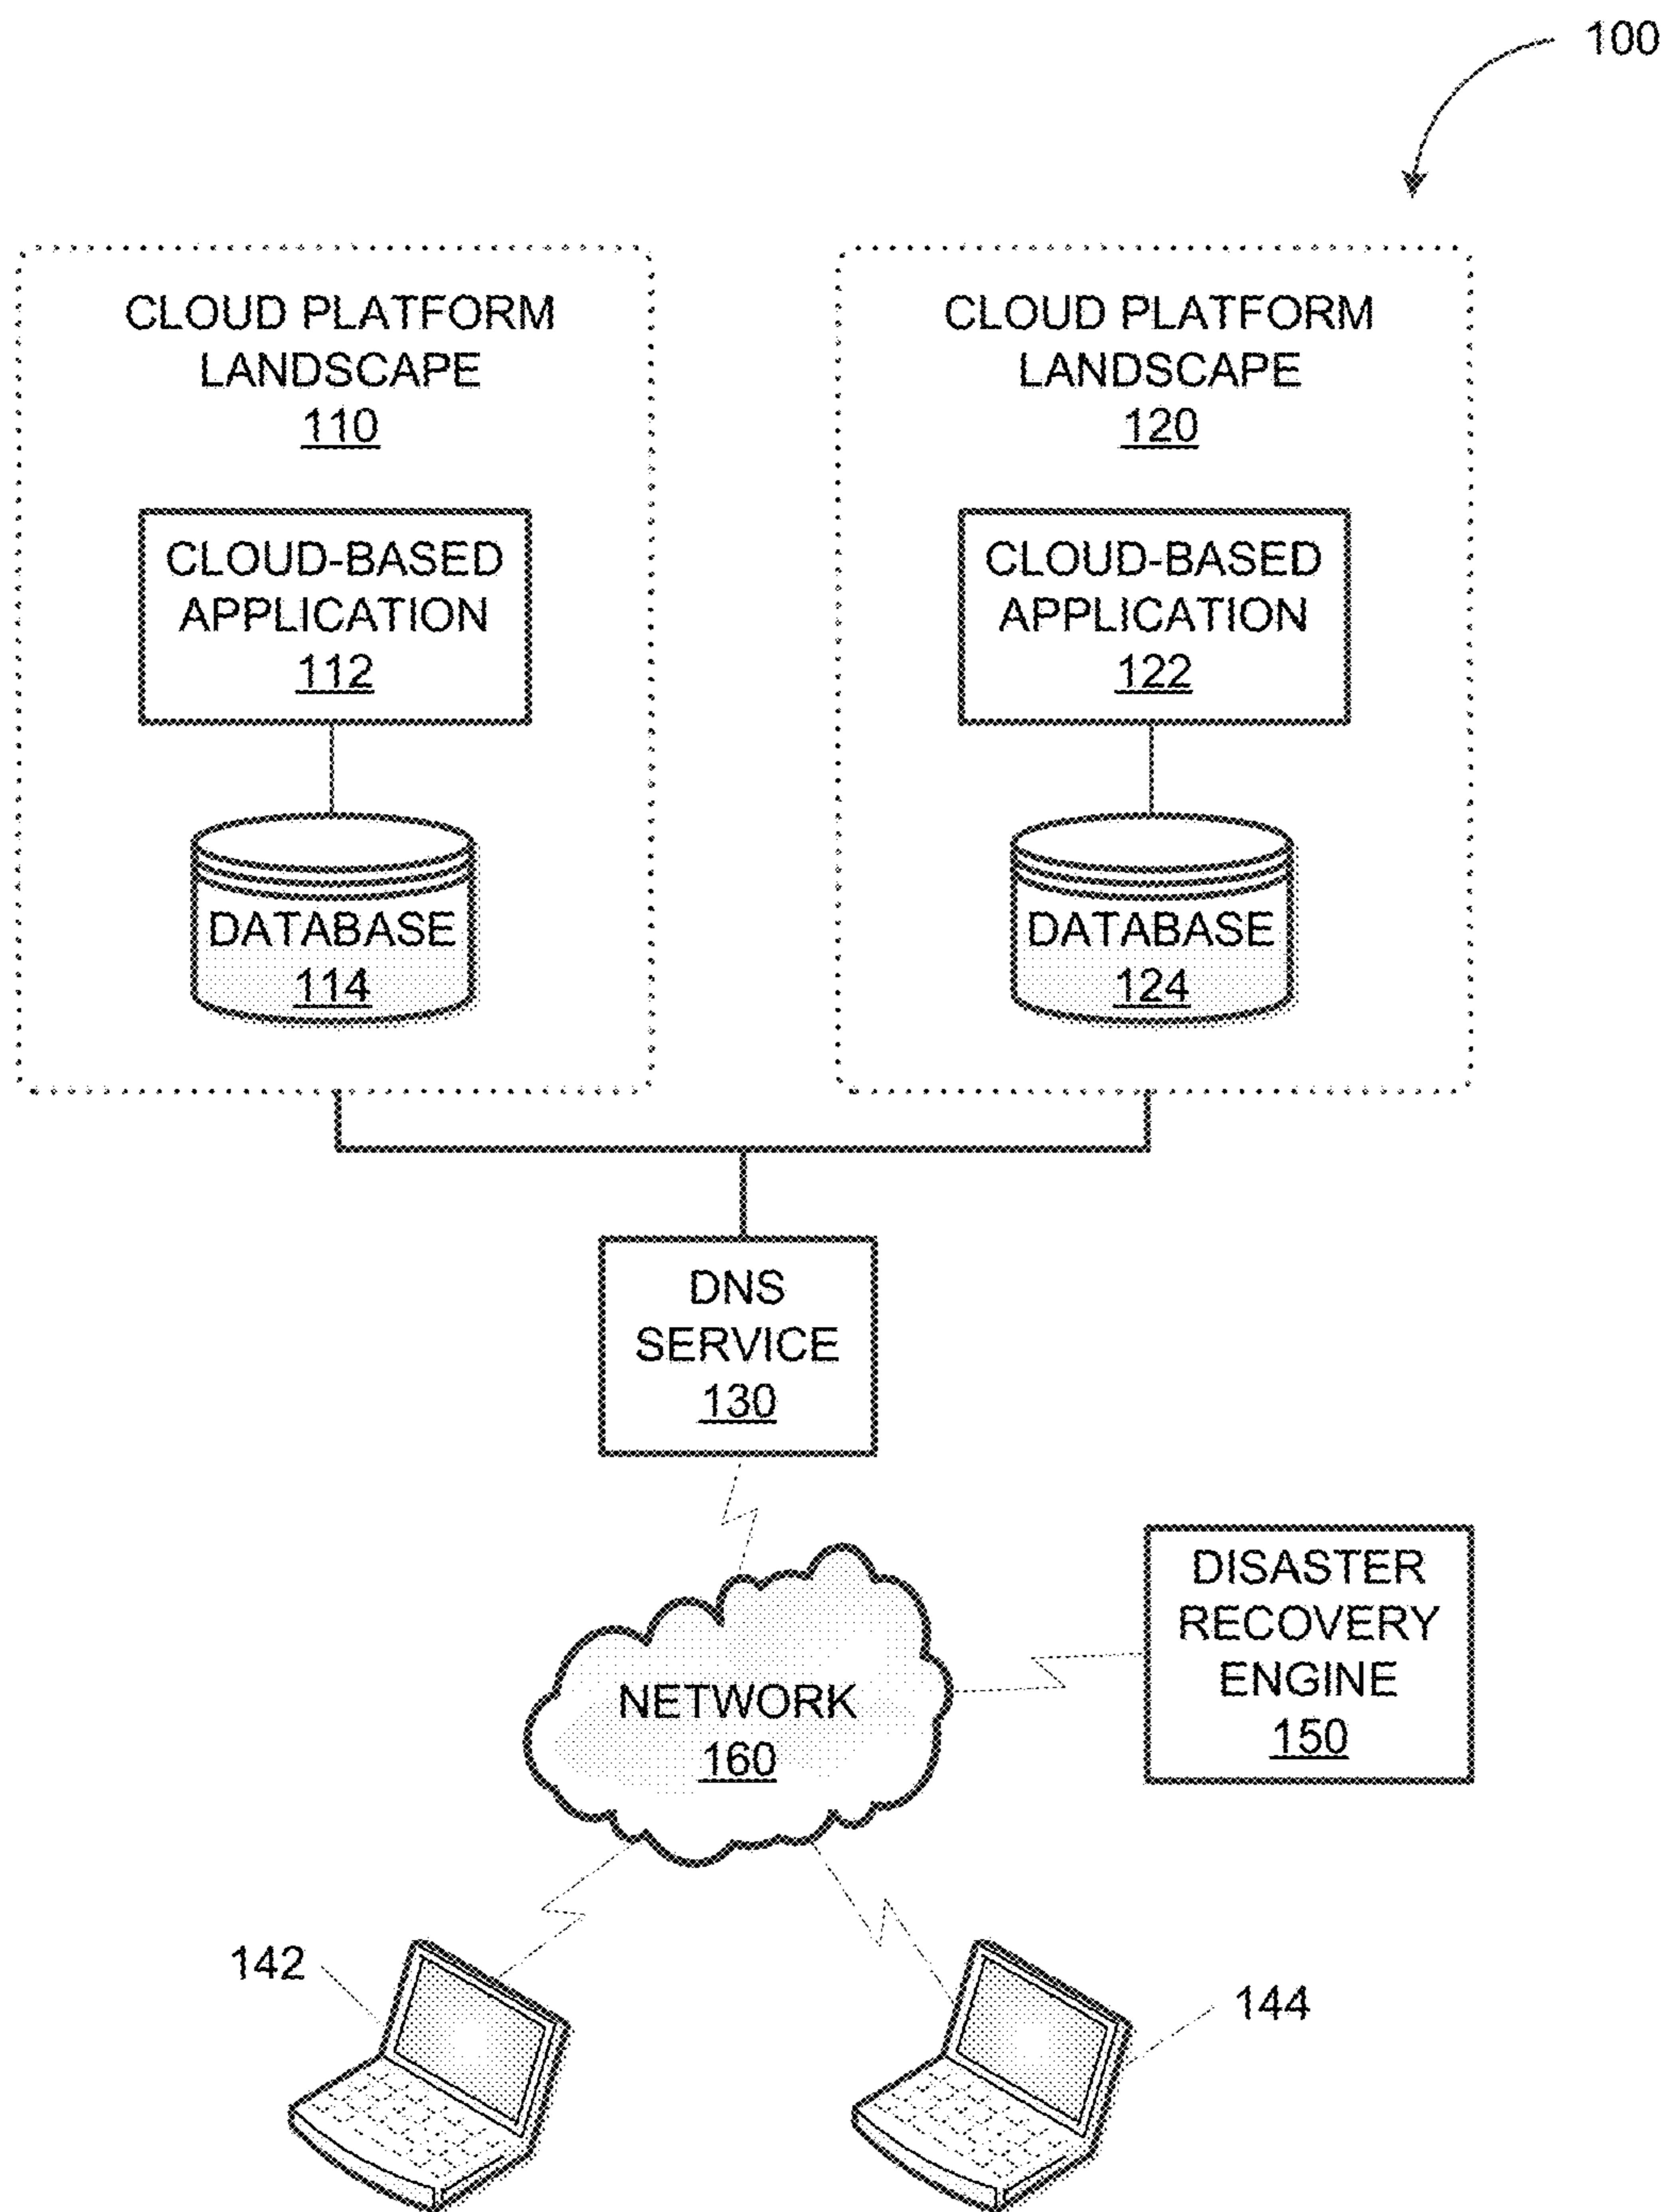 100
CLOUD PLATFORM
LANDSCAPE
110
CLOUD-BASED
APPLICATION
112
DATABASE
114
CLOUD PLATFORM
LANDSCAPE
120
CLOUD-BASED
APPLICATION
122
DATABASE
124
DNS
SERVICE
130
NETWORK
160
DISASTER
RECOVERY
ENGINE
150
142
144